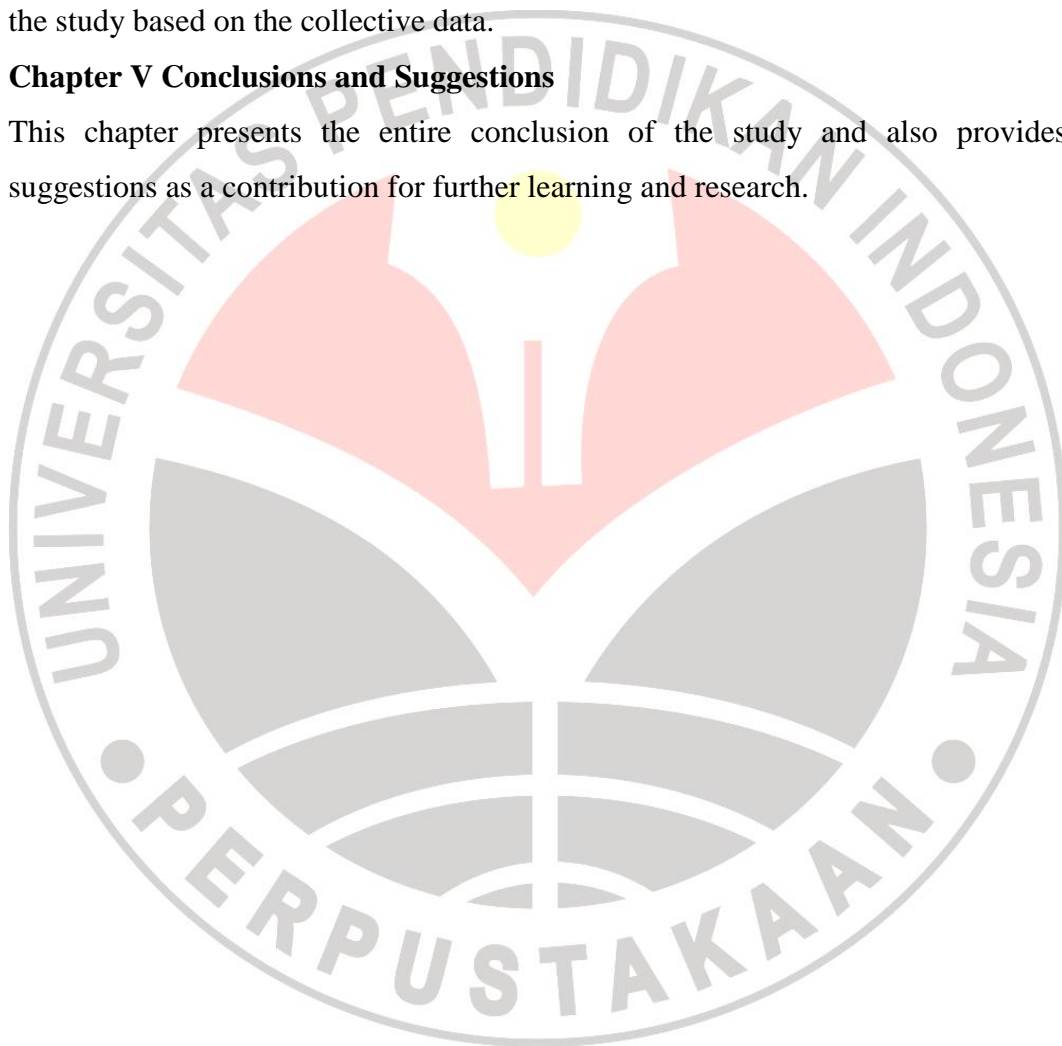 the study based on the collective data.
Chapter V Conclusions and Suggestions
This chapter presents the entire conclusion of the study and also provides
suggestions as a contribution for further learning and research.
UNIVERSITAS PENDIDIKAN INDONESIA
PERPUSTAKAAN